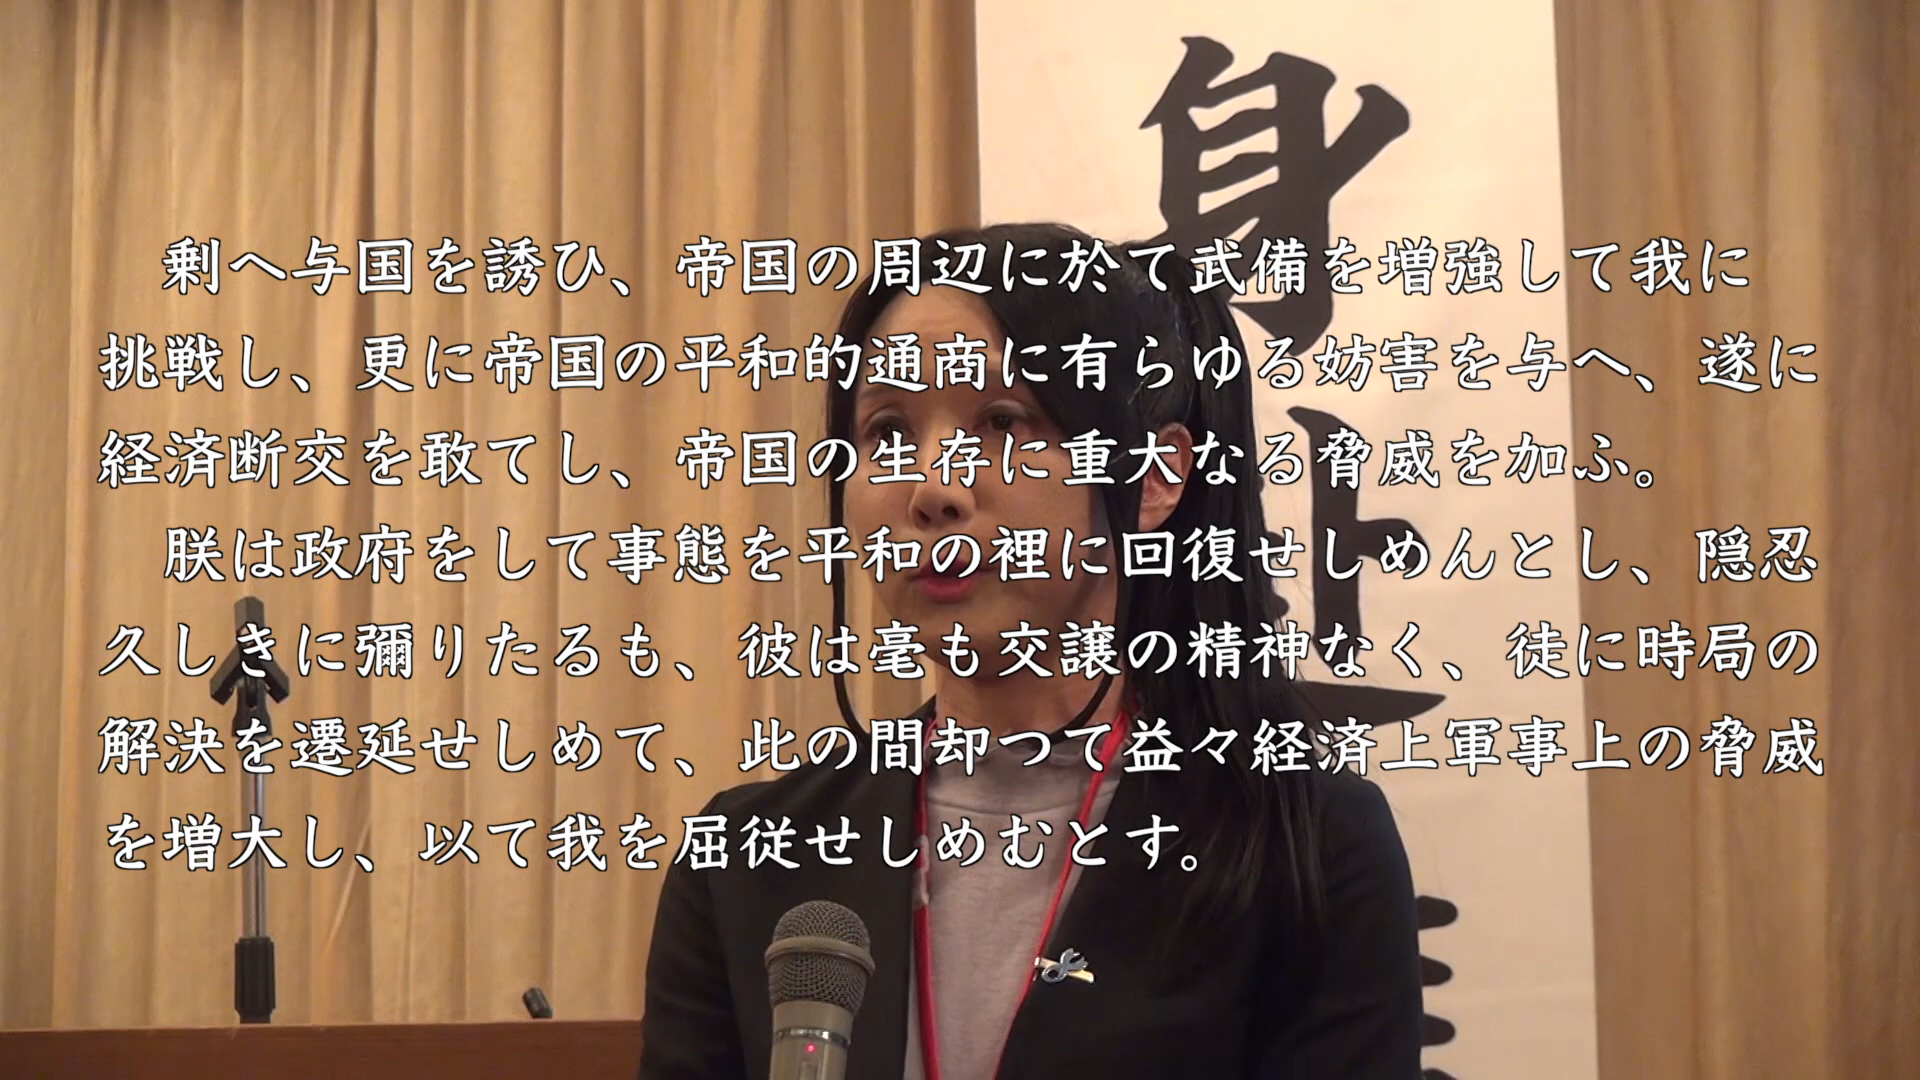 剰へ与国を誘ひ、帝国の周辺に於て武備を増強して我に
挑戦し、更に帝国の平和的通商に有らゆる妨害を与へ、遂に
経済断交を敢てし、帝国の生存に重大なる脅威を加ふ。
朕は政府をして事態を平和の裡に回復せしめんとし、隠忍
久しきに彌りたるも、彼は毫も交譲の精神なく、徒に時局の
解決を遷延せしめて、此の間却つて益々経済上軍事上の脅威
を増大し、以て我を屈従せしめむとす。
身